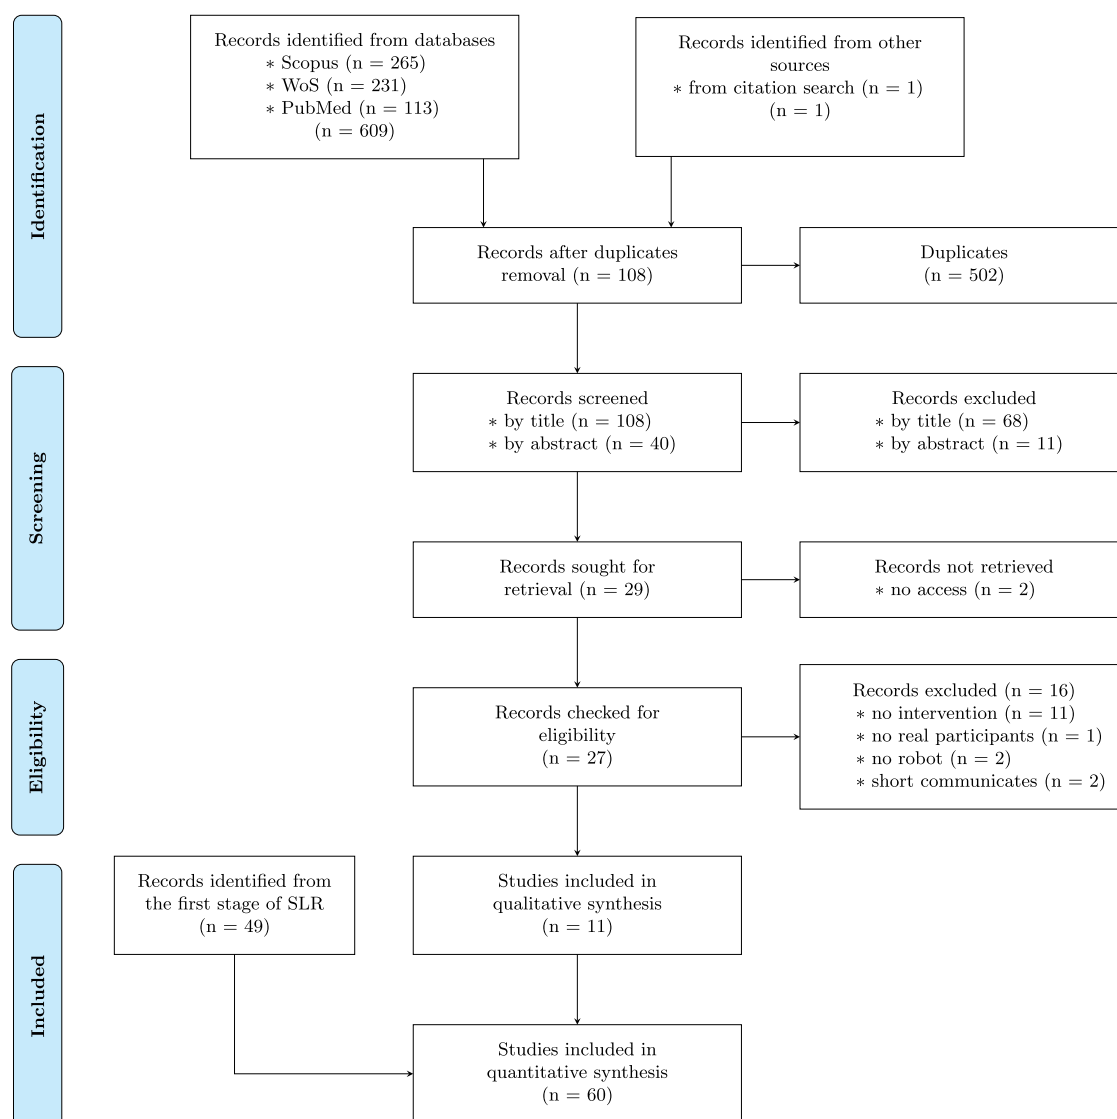 Identification
Records identified from databases
∗ Scopus (n = 265)
∗ WoS (n = 231)
∗ PubMed (n = 113)
(n = 609)
Records identified from other
sources
∗ from citation search (n = 1)
(n = 1)
Records after duplicates
removal (n = 108)
Duplicates
(n = 502)
Screening
Records screened
∗ by title (n = 108)
∗ by abstract (n = 40)
Records excluded
∗ by title (n = 68)
∗ by abstract (n = 11)
Records sought for
retrieval (n = 29)
Records not retrieved
∗ no access (n = 2)
Eligibility
Records checked for
eligibility
(n = 27)
Records excluded (n = 16)
∗ no intervention (n = 11)
∗ no real participants (n = 1)
∗ no robot (n = 2)
∗ short communicates (n = 2)
Included
Records identified from
the first stage of SLR
(n = 49)
Studies included in
qualitative synthesis
(n = 11)
Studies included in
quantitative synthesis
(n = 60)